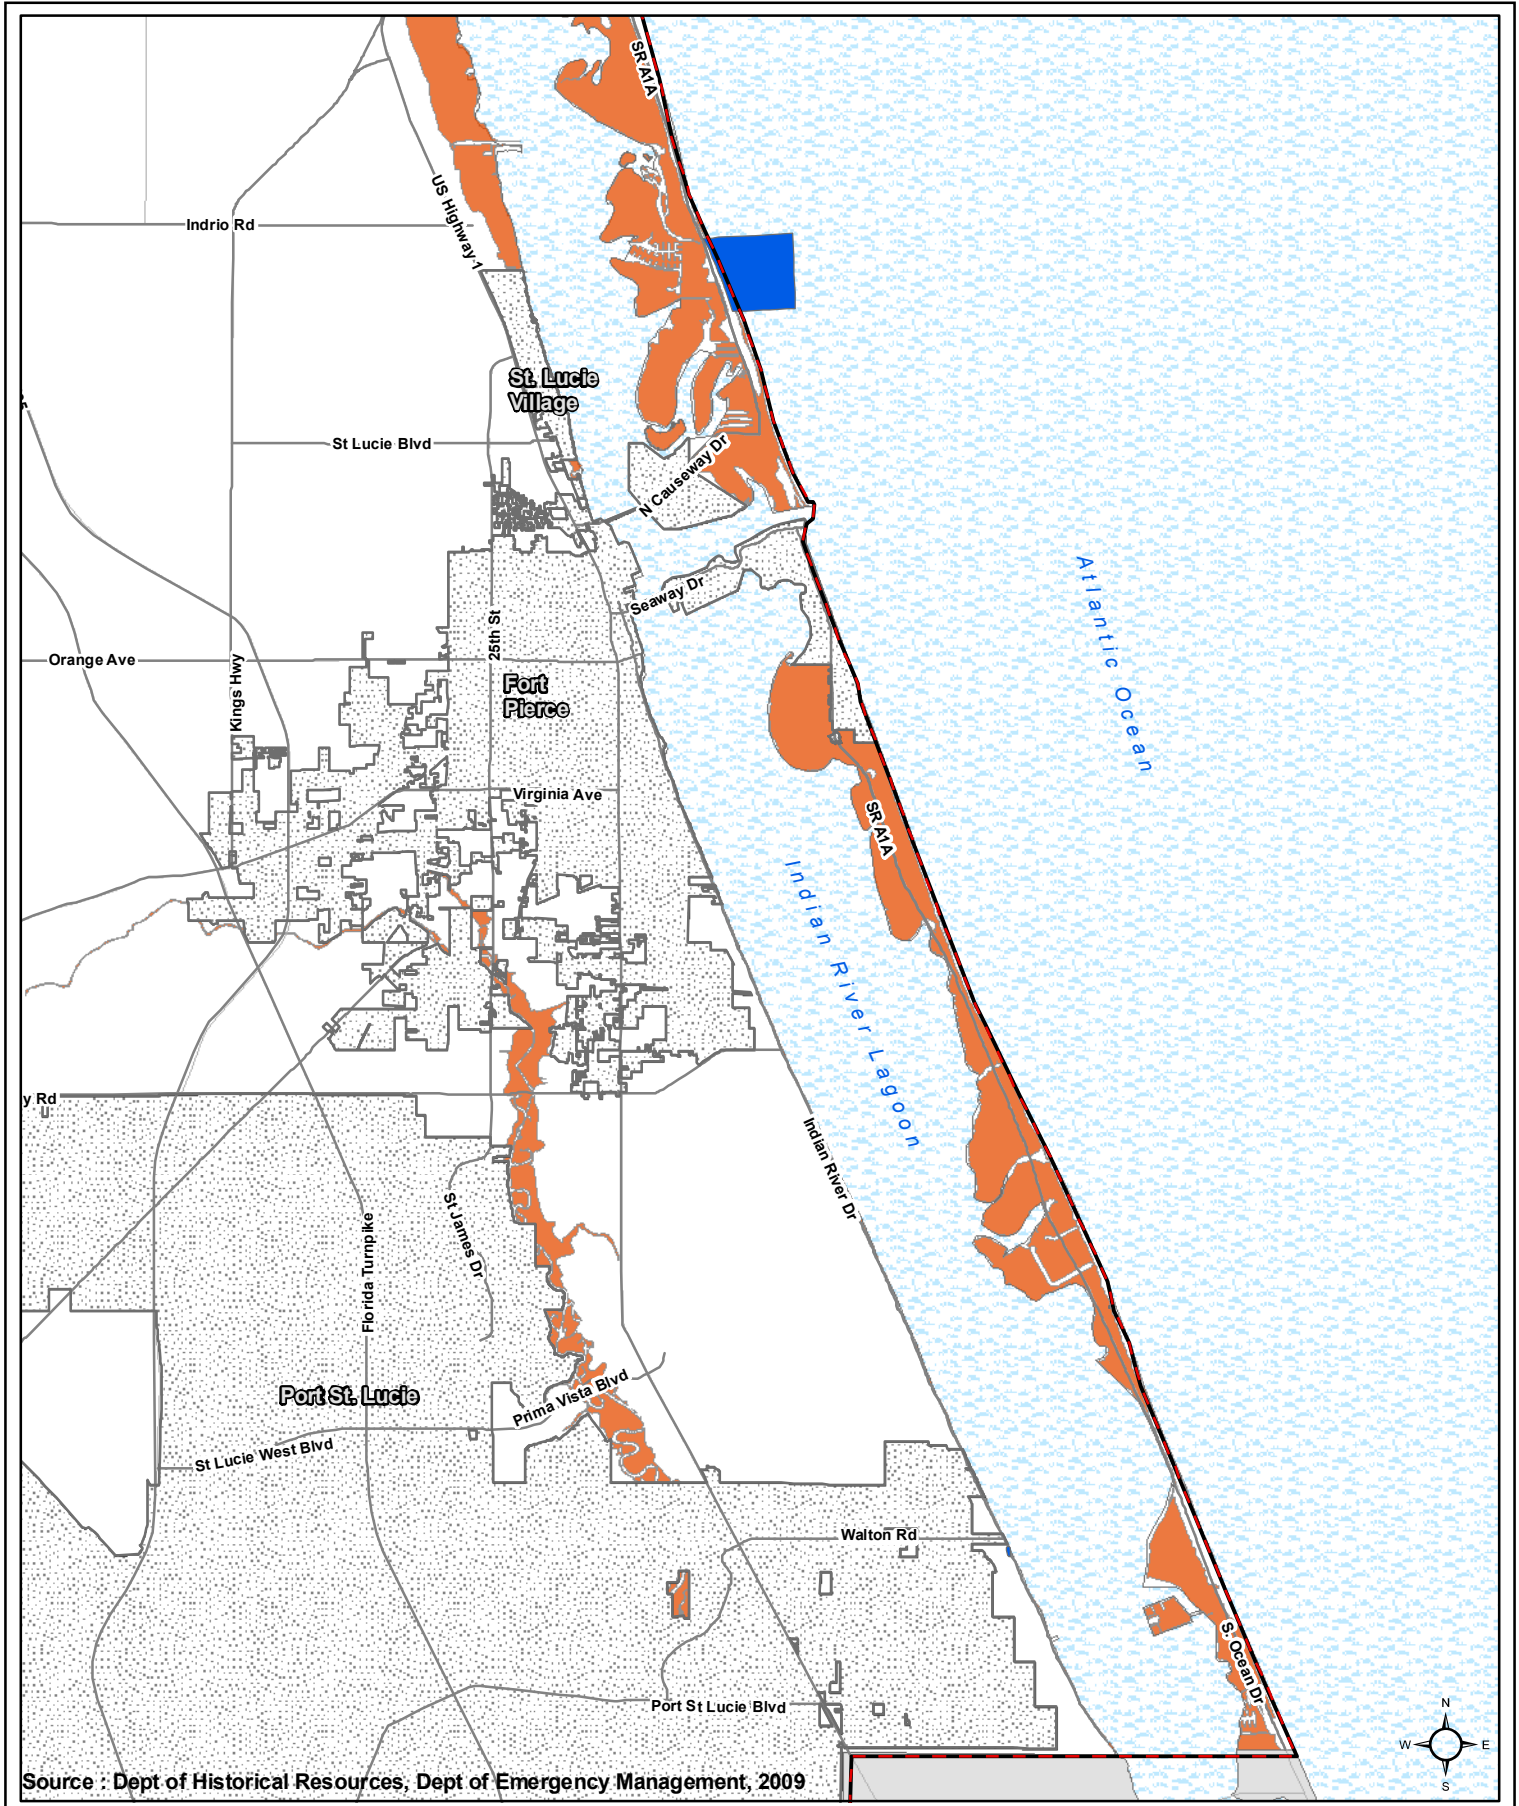 SR A1A
US Highway 1
Indrio Rd
St. Lucie
Village
St Lucie Blvd
N Causeway Dr
Seaway Dr
Atlantic Ocean
25th St
Orange Ave
Kings Hwy
Fort
Pierce
Virginia Ave
SR A1A
Indian River Lagoon
y Rd
Indian River Dr
St James Dr
Florida Turnpike
Port St. Lucie
Prima Vista Blvd
St Lucie West Blvd
Walton Rd
S. Ocean Dr
Port St Lucie Blvd
N
W
E
S
Source : Dept of Historical Resources, Dept of Emergency Management, 2009